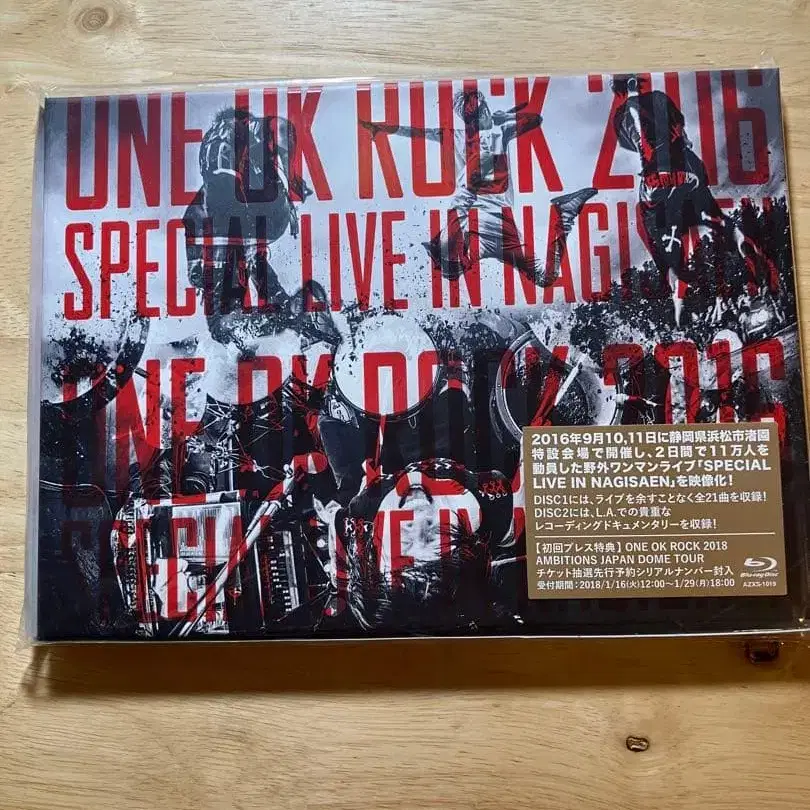 ONE OK ROCK 2016
SPECIAL LIVE IN NAGISAEN
ONE OK ROCK 2016
SPECIAL LIVE IN
2016年9月10,11日に静岡県浜松市渚園
特設会場で開催し、2日間で11万人を
動員した野外ワンマンライブ「SPECIAL
LIVE IN NAGISAEN」を映像化!
DISC1には、ライブを余すことなく全21曲を収録!
DISC2には、L.A.での貴重な
レコーディングドキュメンタリーを収録!
【初回プレス特典】 ONE OK ROCK 2018
AMBITIONS JAPAN DOME TOUR
チケット抽選先行予約シリアルナンバー封入
受付期間:2018/1/16(火)12:00~1/29(月)18:00
Blu-ray Disc
AZXS-1019